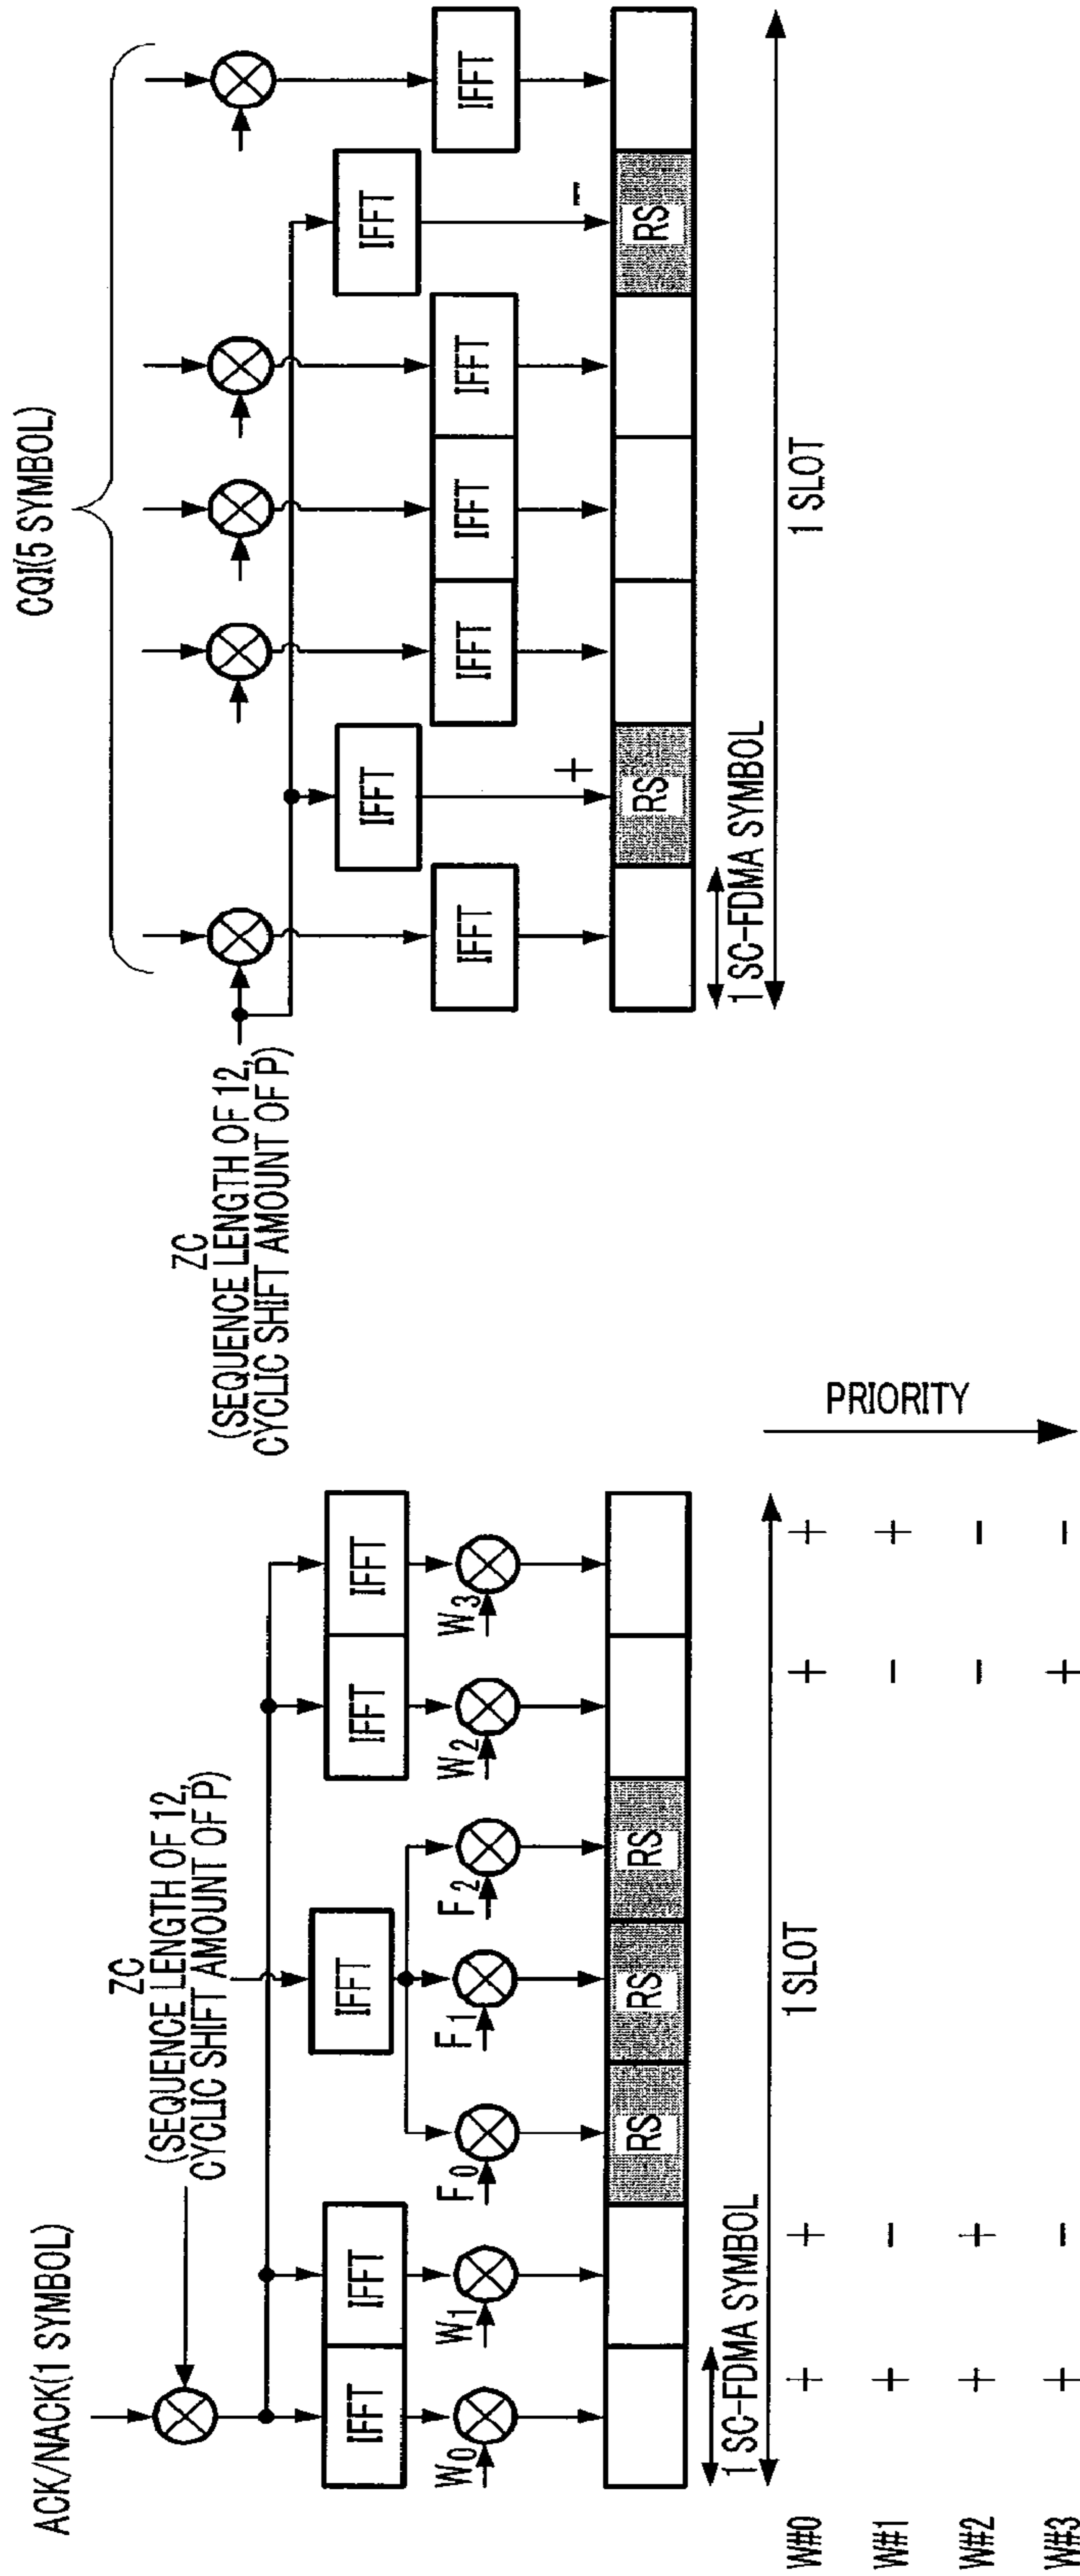 ACK/NACK(1 SYMBOL)
ZC
(SEQUENCE LENGTH OF 12,
CYCLIC SHIFT AMOUNT OF P)
IFFT
IFFT
IFFT
IFFT
IFFT
W0
W1
F0
F1
F2
W2
W3
RS
RS
RS
1 SC-FDMA SYMBOL
1 SLOT
W#0 + + + +
W#1 + - - +
W#2 + + - -
W#3 + - + -
PRIORITY
CQI(5 SYMBOL)
ZC
(SEQUENCE LENGTH OF 12,
CYCLIC SHIFT AMOUNT OF P)
IFFT
IFFT
IFFT
IFFT
IFFT
IFFT
IFFT
+
-
RS
RS
1 SC-FDMA SYMBOL
1 SLOT